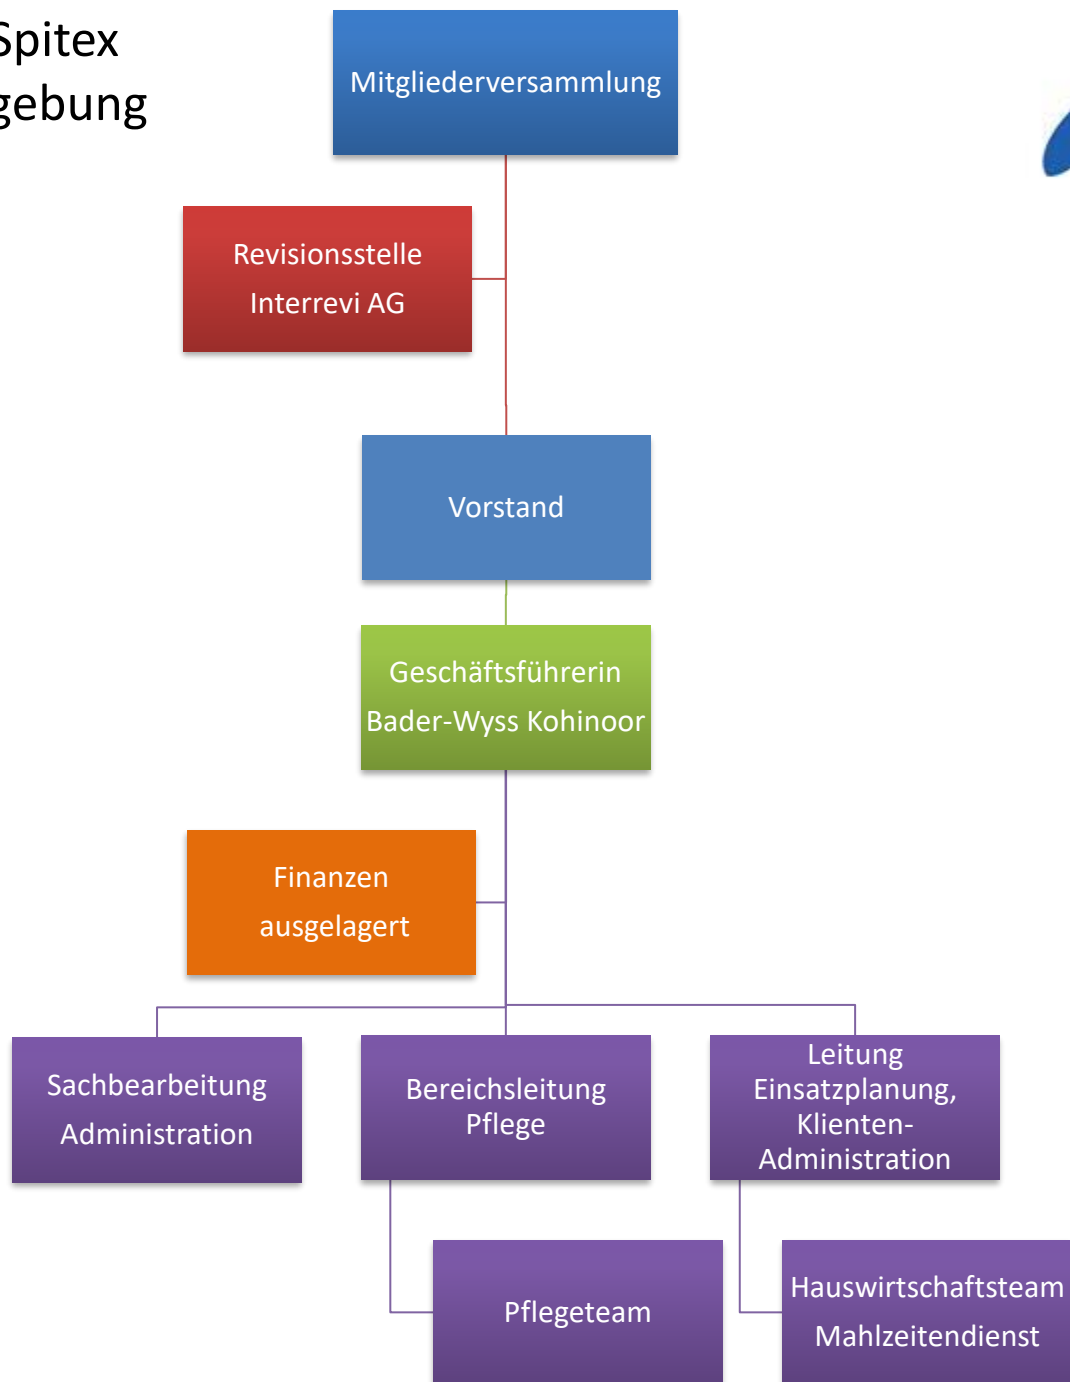 Spitex
gebung
Mitgliederversammlung
Revisionsstelle
Interrevi AG
Vorstand
Geschäftsführerin
Bader-Wyss Kohinoor
Finanzen
ausgelagert
Sachbearbeitung
Administration
Bereichsleitung
Pflege
Leitung
Einsatzplanung,
Klienten-
Administration
Pflegeteam
Hauswirtschaftsteam
Mahlzeitendienst